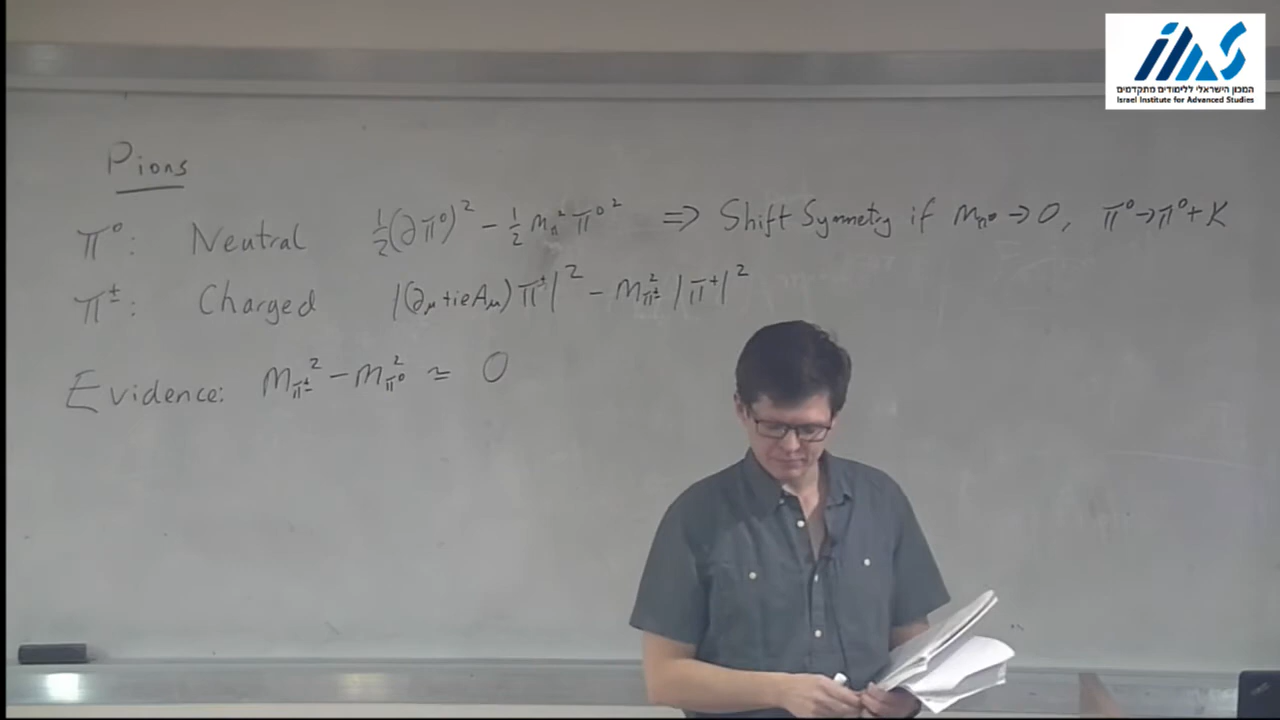 המכון הישראלי ללימודים מתקדמים
Israel Institute for Advanced Studies
Pions
π⁰: Neutral ½(∂π⁰)² − ½ m_π² π⁰² ⇒ Shift Symmetry if m_π⁰ → 0, π⁰→π⁰+K
π^±: Charged |(∂_μ + ieA_μ)π^±|² − m_π^±² |π^+|²
Evidence: m_π^±² − m_π⁰² ≃ 0